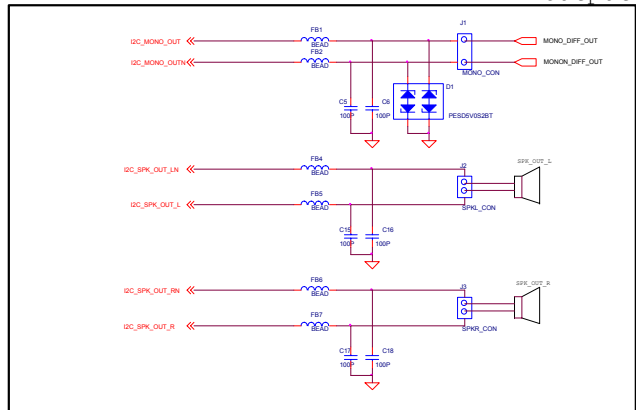 J1
FB1
I2C_MONO_OUT
MONO_DIFF_OUT
BEAD
FB2
I2C_MONO_OUTN
MONON_DIFF_OUT
BEAD
MONO_CON
D1
C5
C6
100P
100P
PESD5V0S2BT
FB4
J2
SPK_OUT_L
I2C_SPK_OUT_LN
BEAD
FB5
I2C_SPK_OUT_L
SPKL_CON
BEAD
C15
C16
100P
100P
FB6
J3
SPK_OUT_R
I2C_SPK_OUT_RN
BEAD
FB7
I2C_SPK_OUT_R
SPKR_CON
BEAD
C17
C18
100P
100P